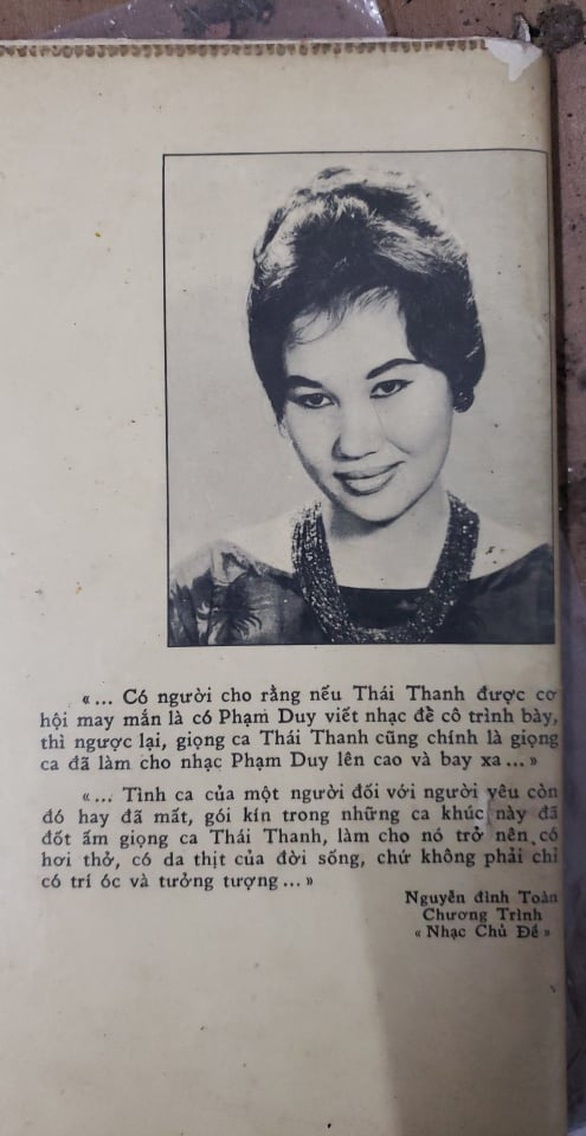 «... Có người cho rằng nếu Thái Thanh được cơ
hội may mắn là có Phạm Duy viết nhạc để cô trình bày,
thì ngược lại, giọng ca Thái Thanh cũng chính là giọng
ca đã làm cho nhạc Phạm Duy lên cao và bay xa...»
«... Tình ca của một người đối với người yêu còn
đó hay đã mất, gói kín trong những ca khúc này đã
đốt ấm giọng ca Thái Thanh, làm cho nó trở nên có
hơi thở, có da thịt của đời sống, chứ không phải chỉ
có trí óc và tưởng tượng...»
Nguyễn đình Toàn
Chương Trình
« Nhạc Chủ Đề »